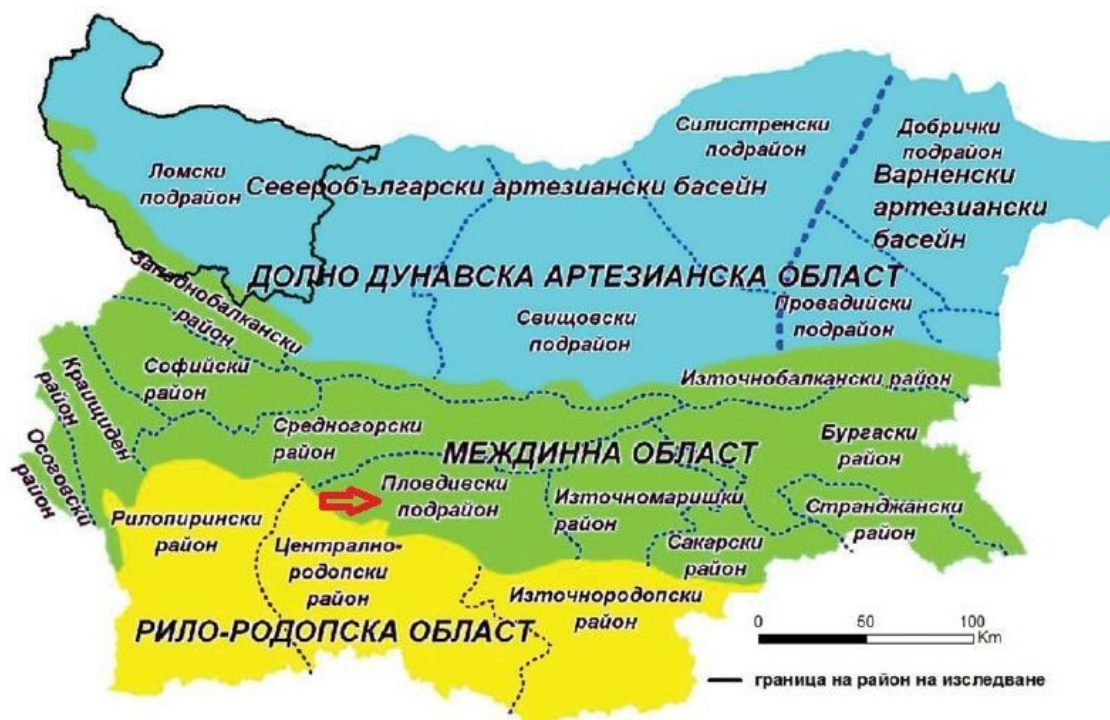 Силистренски
подрайон
Добрички
подрайон
Ломски
подрайон
Северобългарски артезиански басейн
Варненски
артезиански
басейн
ДОЛНО ДУНАВСКА АРТЕЗИАНСКА ОБЛАСТ
Западнобалкански
район
Свищовски
подрайон
Провадийски
подрайон
Софийски
район
Краищиден
район
Осоговски
район
Източнобалкански район
Средногорски
район
МЕЖДИННА ОБЛАСТ
Бургаски
район
Пловдивски
подрайон
Източномаришки
район
Странджански
район
Сакарски
район
Рилопирински
район
Централно-
родопски
район
Източнородопски
район
РИЛО-РОДОПСКА ОБЛАСТ
0 50 100
Km
граница на район на изследване